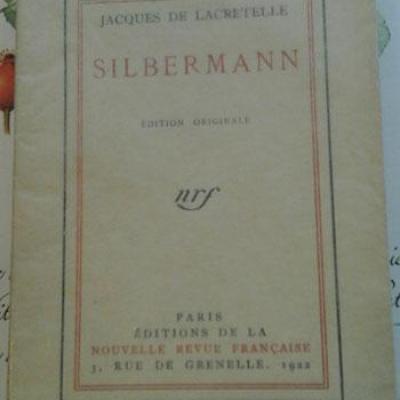 JACQUES DE LACRETELLE
SILBERMANN
ÉDITION ORIGINALE
nrf
PARIS
ÉDITIONS DE LA
NOUVELLE REVUE FRANÇAISE
3, RUE DE GRENELLE. 1922